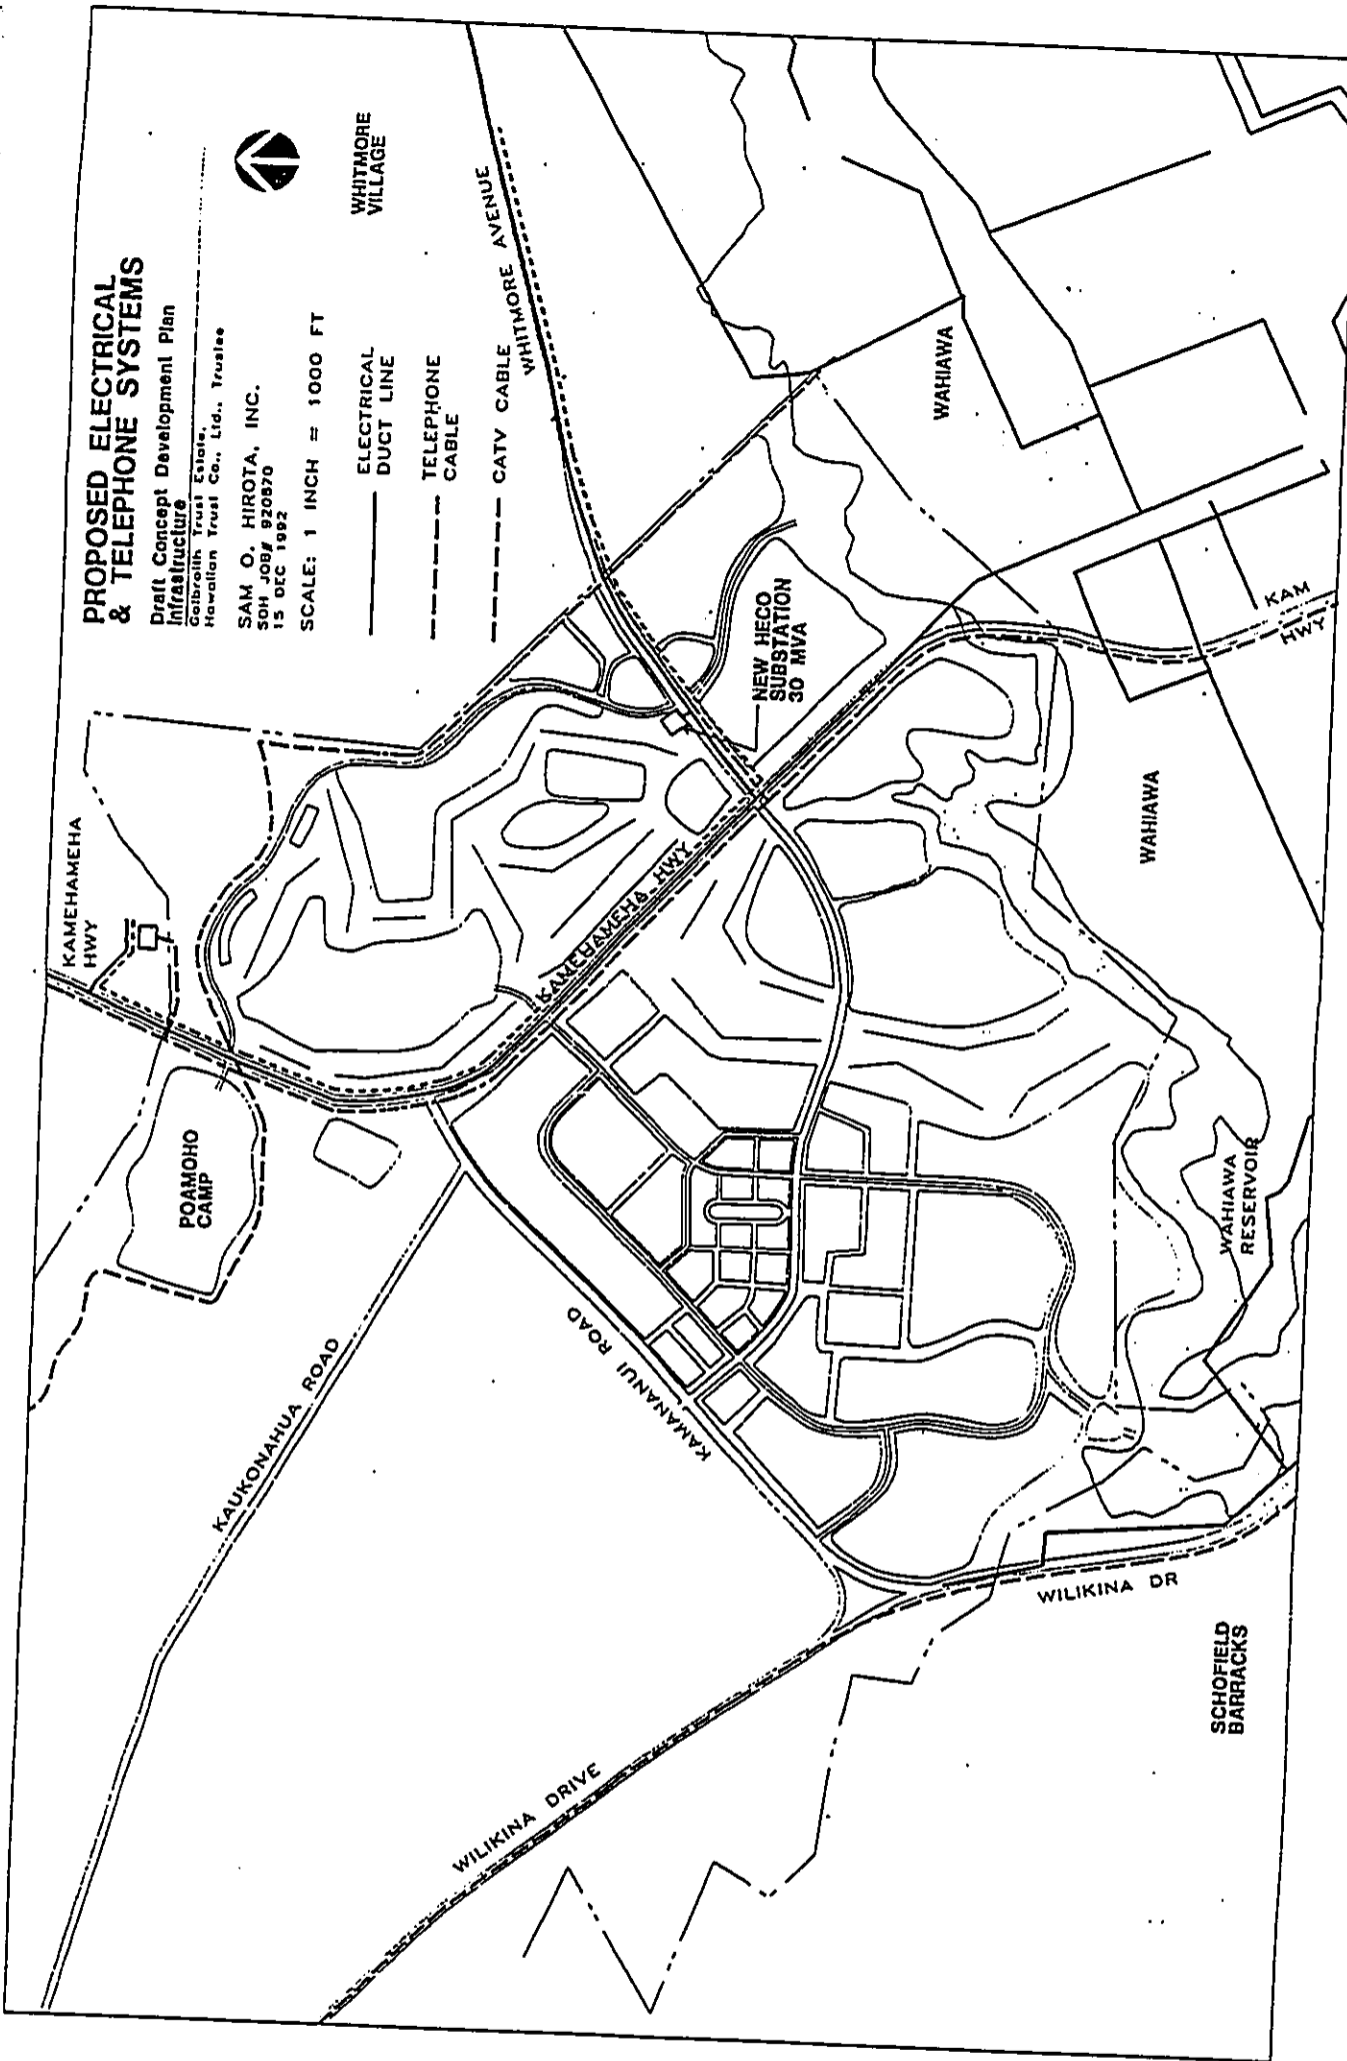 PROPOSED ELECTRICAL
& TELEPHONE SYSTEMS
Draft Concept Development Plan
Infrastructure
Galbraith Trust Estate,
Hawaiian Trust Co., Ltd., Trustee
SAM O. HIROTA, INC.
SOH JOB# 920870
15 DEC 1992
SCALE: 1 INCH = 1000 FT
ELECTRICAL
DUCT LINE
TELEPHONE
CABLE
CATV CABLE
WHITMORE
VILLAGE
WHITMORE AVENUE
KAMEHAMEHA
HWY
POAMOHO
CAMP
KAMEHAMEHA HWY
NEW HECO
SUBSTATION
30 MVA
WAHIAWA
KAM
HWY
WAHIAWA
KAUKONAHUA ROAD
KAMANANUI ROAD
WAHIAWA
RESERVOIR
WILIKINA DRIVE
WILIKINA DR
SCHOFIELD
BARRACKS